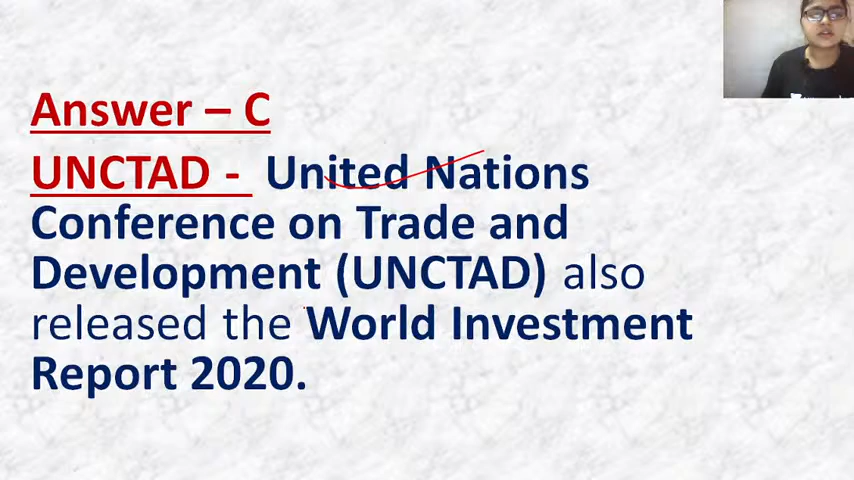 Answer – C
UNCTAD - United Nations
Conference on Trade and
Development (UNCTAD) also
released the World Investment
Report 2020.